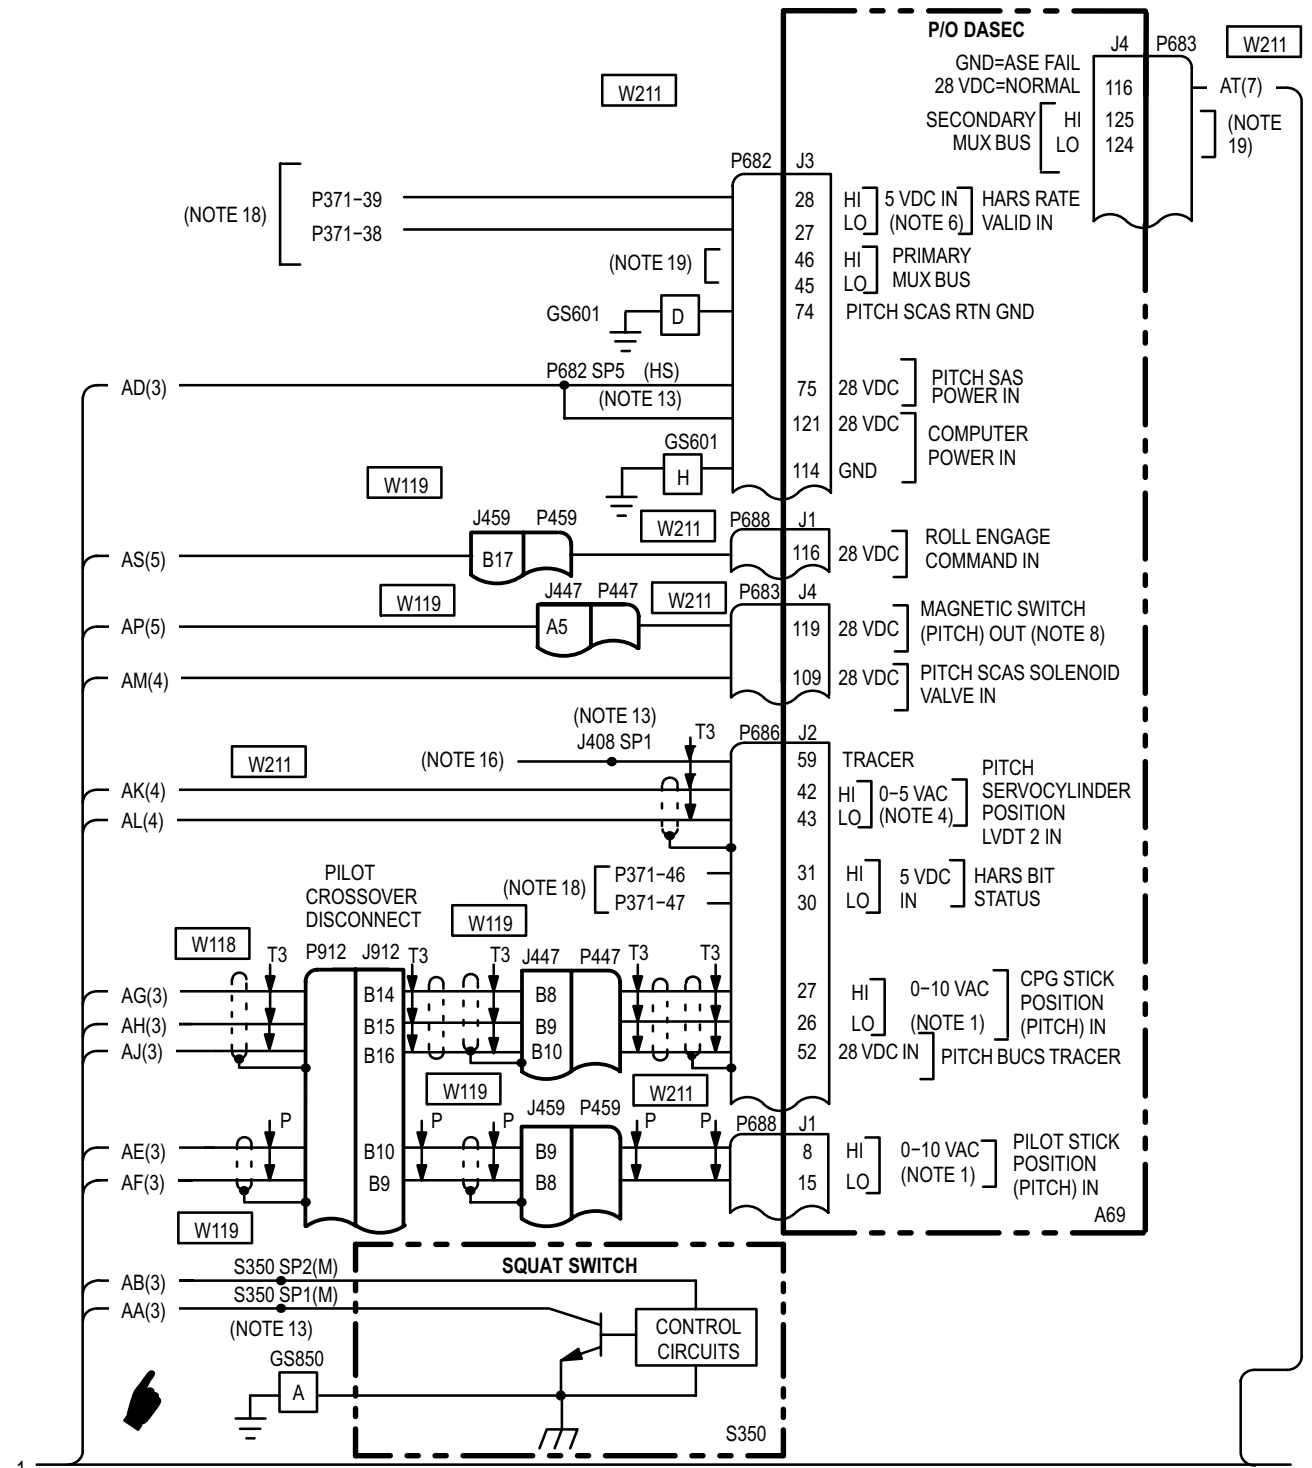 P/O DASEC
J4 P683 W211
GND=ASE FAIL
28 VDC=NORMAL 116 AT(7)
W211
SECONDARY HI 125 (NOTE
MUX BUS LO 124 19)
P682 J3
P371−39 28 HI 5 VDC IN HARS RATE
(NOTE 18)
P371−38 27 LO (NOTE 6) VALID IN
(NOTE 19) 46 HI PRIMARY
45 LO MUX BUS
GS601 D 74 PITCH SCAS RTN GND
P682 SP5 (HS)
AD(3) 75 28 VDC PITCH SAS
(NOTE 13) POWER IN
121 28 VDC COMPUTER
GS601 POWER IN
H 114 GND
W119
J459 P459 W211 P688 J1
AS(5) B17 116 28 VDC ROLL ENGAGE
COMMAND IN
W119 J447 P447 W211 P683 J4
AP(5) A5 119 28 VDC MAGNETIC SWITCH
(PITCH) OUT (NOTE 8)
AM(4) 109 28 VDC PITCH SCAS SOLENOID
VALVE IN
(NOTE 13)
J408 SP1 T3 P686 J2
(NOTE 16) 59 TRACER PITCH
W211
AK(4) 42 HI 0−5 VAC SERVOCYLINDER
AL(4) 43 LO (NOTE 4) POSITION
LVDT 2 IN
PILOT P371−46 31 HI 5 VDC HARS BIT
CROSSOVER (NOTE 18)
DISCONNECT P371−47 30 LO IN STATUS
W118 W119
T3 P912 J912 T3 T3 J447 P447 T3 T3
AG(3) B14 B8 27 HI 0−10 VAC CPG STICK
POSITION
AH(3) B15 B9 26 LO (NOTE 1) (PITCH) IN
AJ(3) B16 B10 52 28 VDC IN PITCH BUCS TRACER
W119 W211
P P P J459 P459 P P P688 J1
AE(3) B10 B9 8 HI 0−10 VAC PILOT STICK
POSITION
AF(3) B9 B8 15 LO (NOTE 1) (PITCH) IN
W119 A69
SQUAT SWITCH
S350 SP2(M)
AB(3)
S350 SP1(M)
AA(3)
(NOTE 13)
CONTROL
CIRCUITS
GS850
A
S350
1